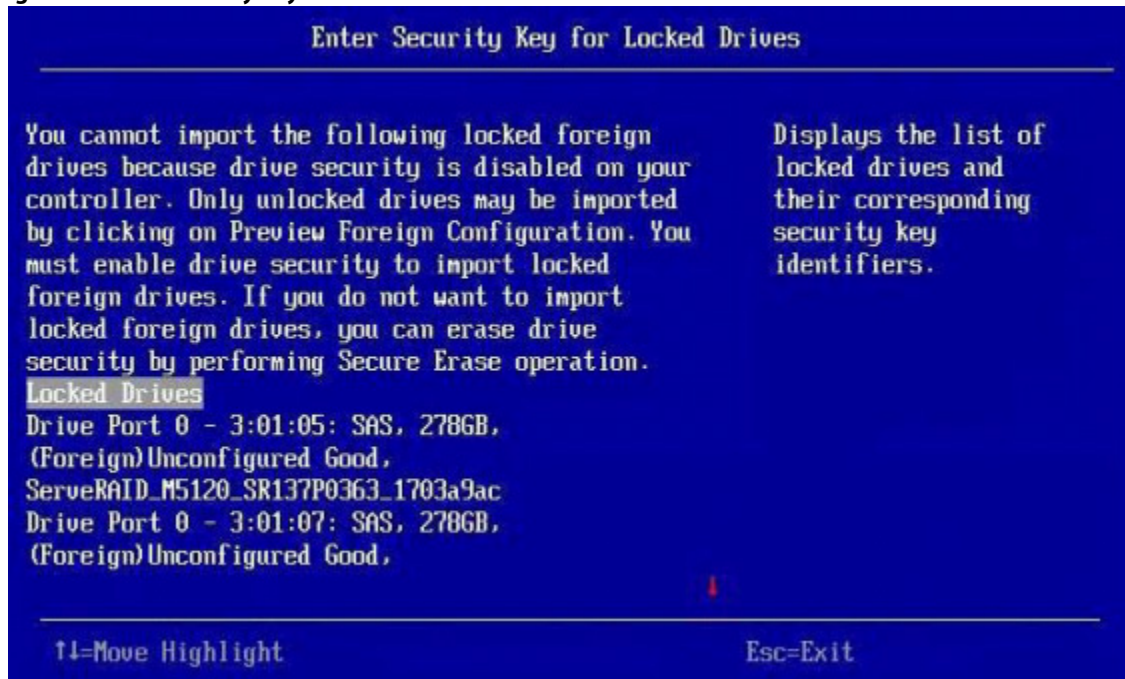 Enter Security Key for Locked Drives
You cannot import the following locked foreign
drives because drive security is disabled on your
controller. Only unlocked drives may be imported
by clicking on Preview Foreign Configuration. You
must enable drive security to import locked
foreign drives. If you do not want to import
locked foreign drives, you can erase drive
security by performing Secure Erase operation.
Locked Drives
Drive Port 0 - 3:01:05: SAS, 278GB,
(Foreign)Unconfigured Good,
ServeRAID_M5120_SR137P0363_1703a9ac
Drive Port 0 - 3:01:07: SAS, 278GB,
(Foreign)Unconfigured Good,
Displays the list of
locked drives and
their corresponding
security key
identifiers.
↓
↑↓=Move Highlight
Esc=Exit